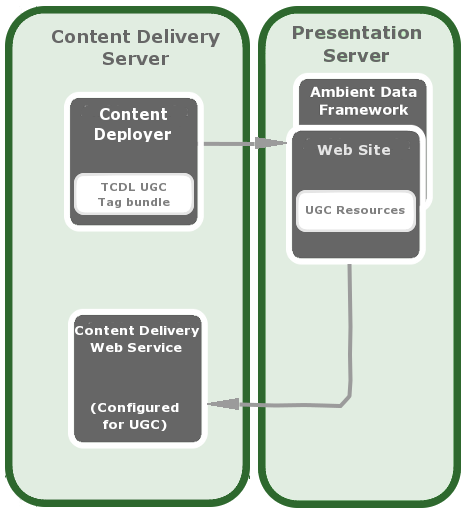 Content Delivery
Server
Content
Deployer
TCDL UGC
Tag bundle
Content Delivery
Web Service
(Configured
for UGC)
Presentation
Server
Ambient Data
Framework
Web Site
UGC Resources